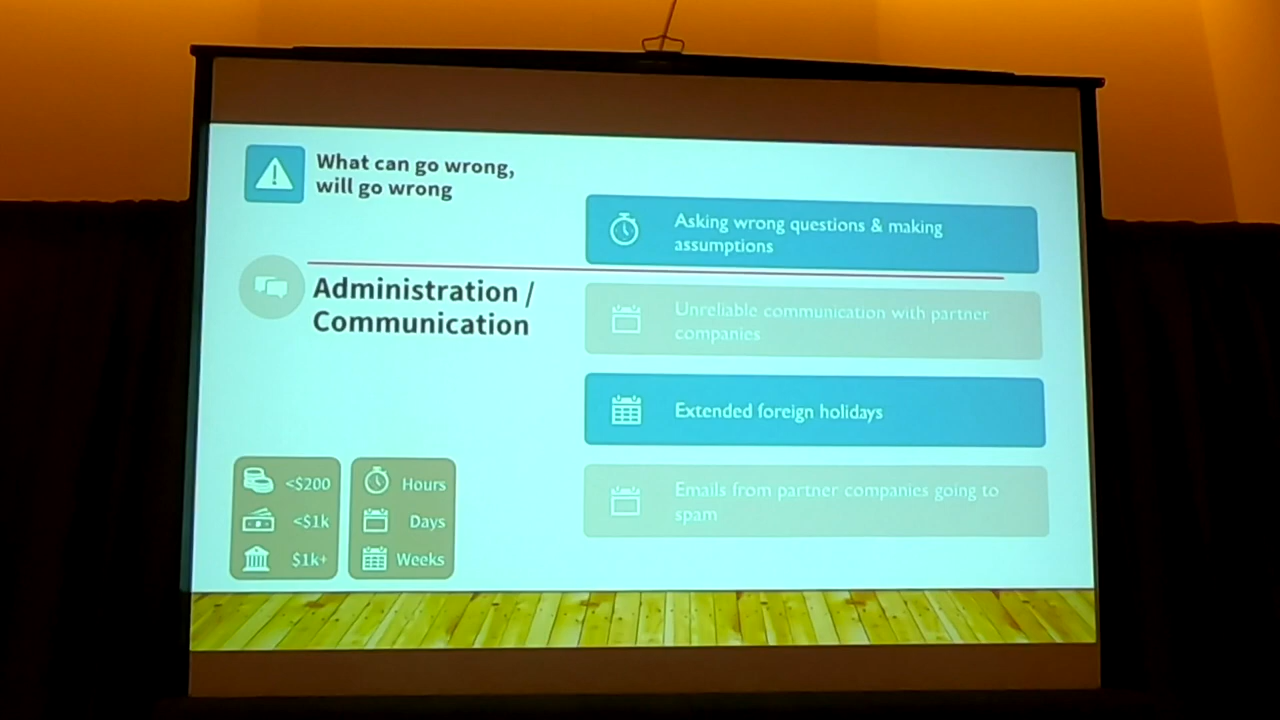 What can go wrong,
will go wrong
Administration /
Communication
Asking wrong questions & making
assumptions
Unreliable communication with partner
companies
Extended foreign holidays
Emails from partner companies going to
spam
<$200
<$1k
$1k+
Hours
Days
Weeks